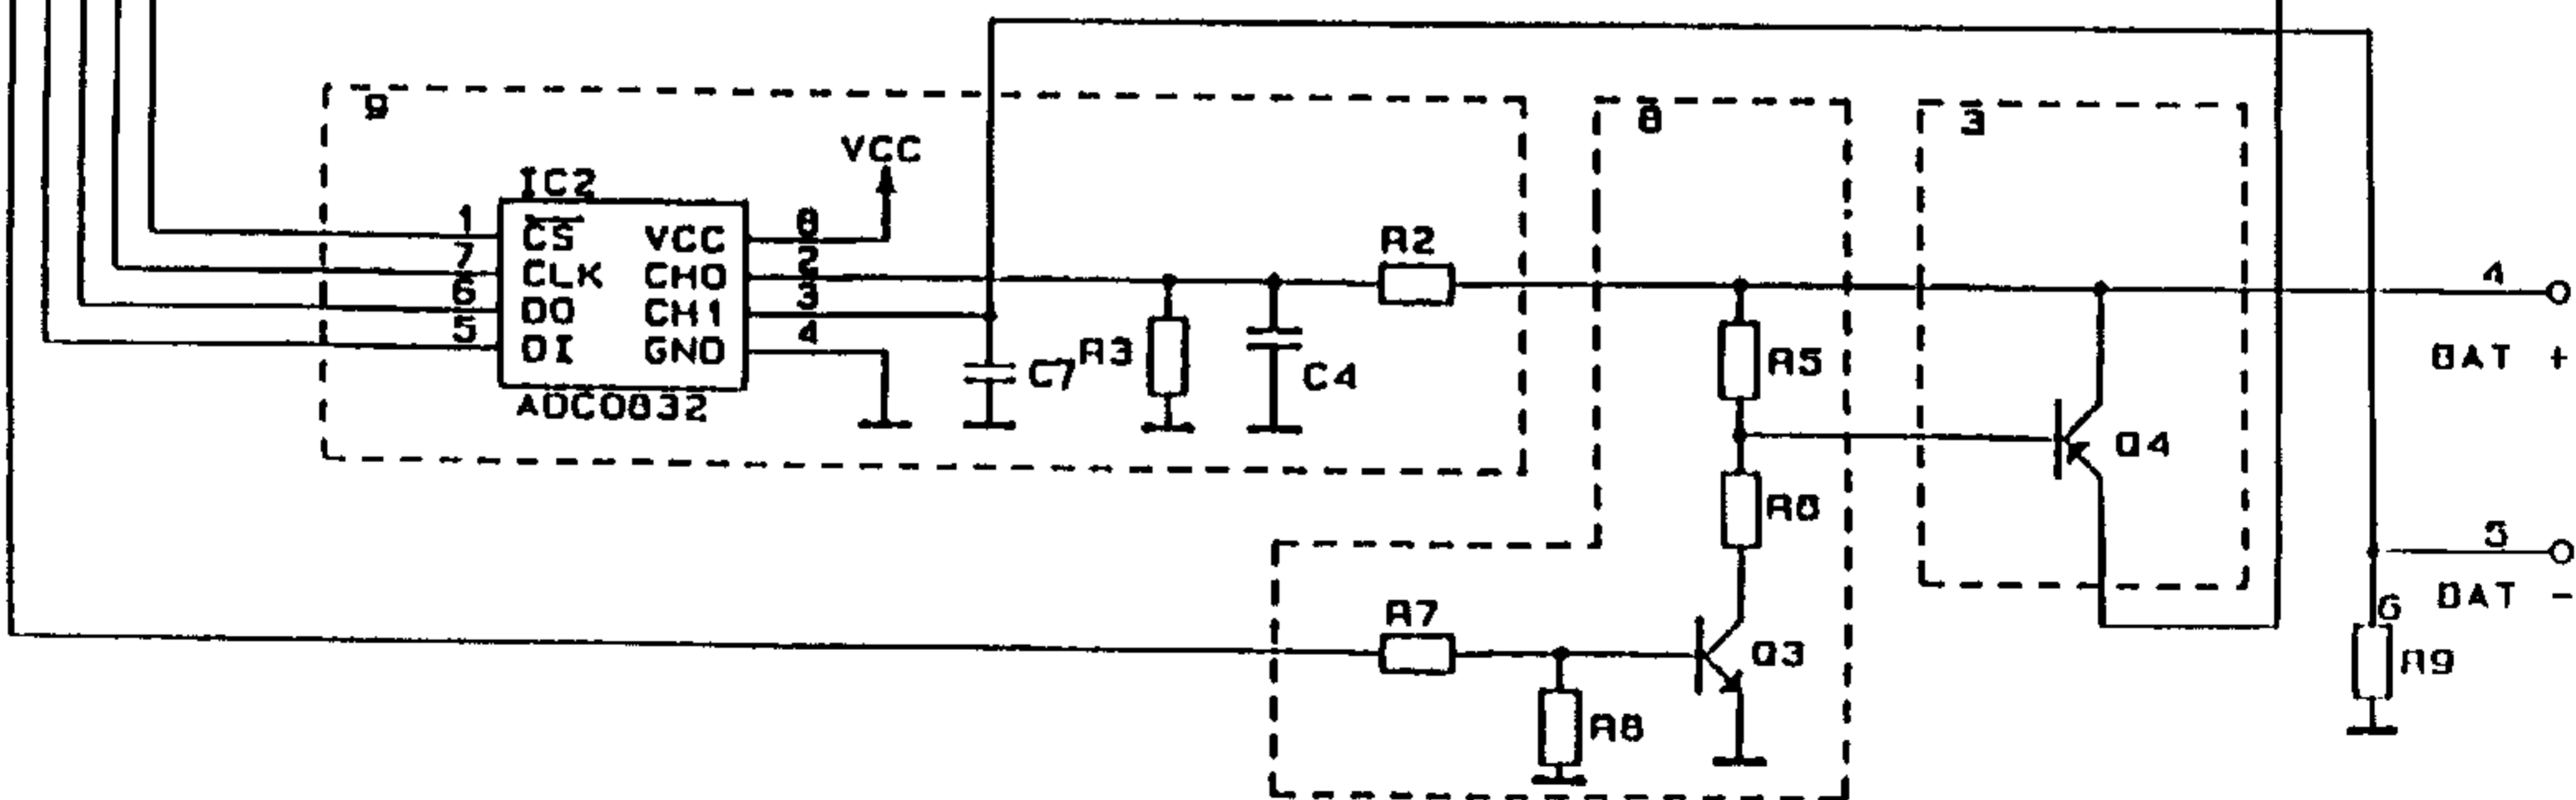 9
8
3
VCC
IC2
1 CS VCC 8
7 CLK CH0 2
6 DO CH1 3
5 DI GND 4
ADC0832
C7
R3
C4
R2
R5
R6
Q4
4
BAT +
5
BAT -
6
R9
R7
R8
Q3